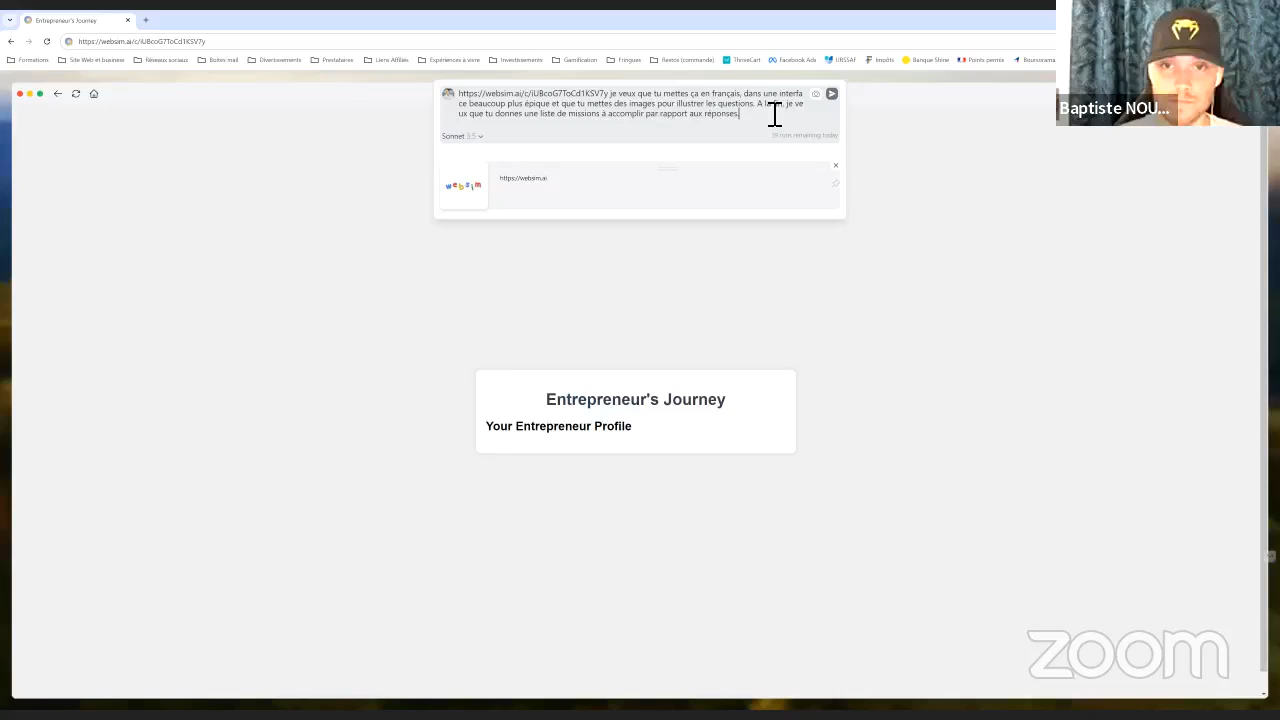 Entrepreneur's Journey
https://websim.ai/c/iUBcoG7ToCd1KSV7y
Formations
Site Web et business
Réseaux sociaux
Boites mail
Divertissements
Prestataires
Liens Affiliés
Expériences à vivre
Investissements
Gamification
Fringues
Restos (commande)
ThriveCart
Facebook Ads
URSSAF
Impôts
Banque Shine
Points permis
Boursorama
Baptiste NOU...
https://websim.ai/c/iUBcoG7ToCd1KSV7y je veux que tu mettes ça en français, dans une interfa
ce beaucoup plus épique et que tu mettes des images pour illustrer les questions. A la je ve
ux que tu donnes une liste de missions à accomplir par rapport aux réponses.
Sonnet 3.5
39 runs remaining today
websim
https://websim.ai
Entrepreneur's Journey
Your Entrepreneur Profile
zoom